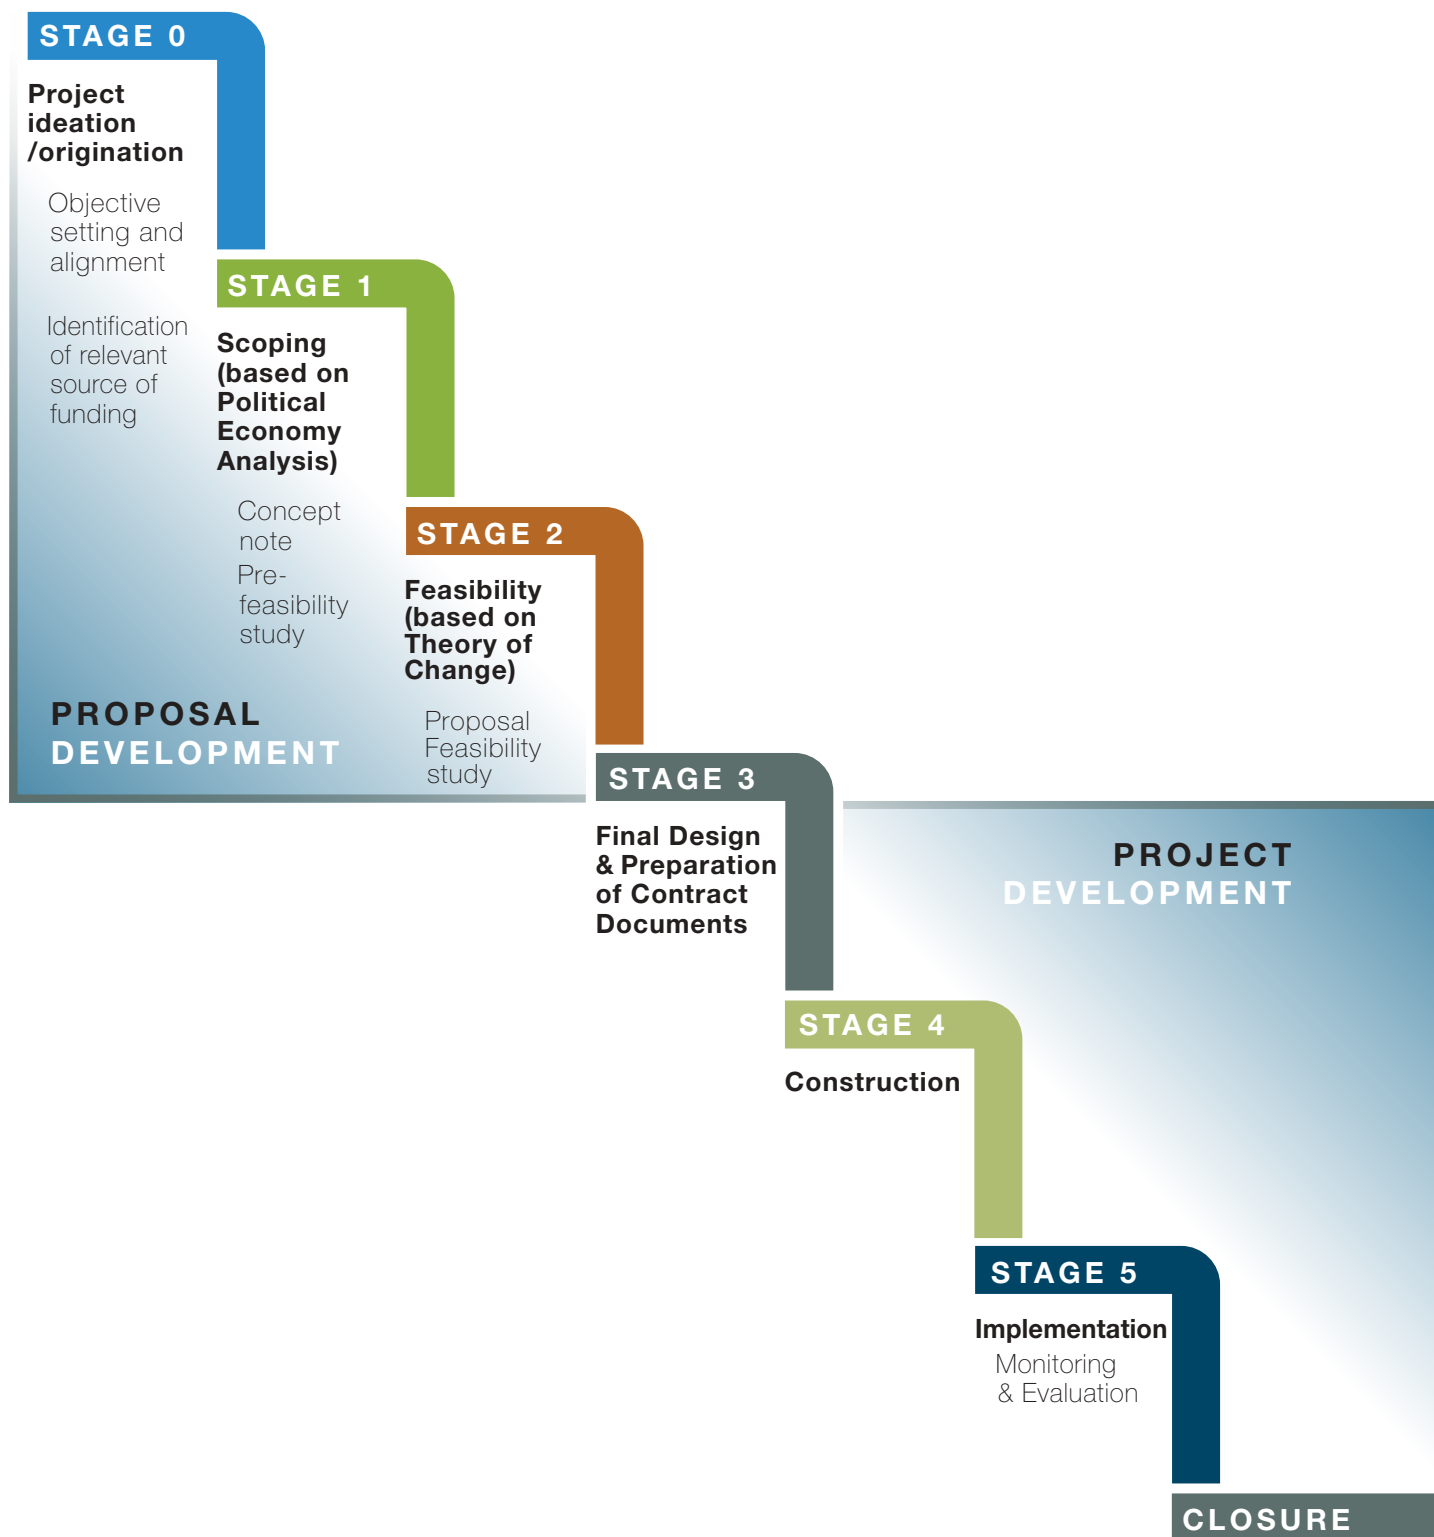 STAGE 0
Project
ideation
/origination
Objective
setting and
alignment
Identification
of relevant
source of
funding
STAGE 1
Scoping
(based on
Political
Economy
Analysis)
Concept
note
Pre-
feasibility
study
STAGE 2
Feasibility
(based on
Theory of
Change)
Proposal
Feasibility
study
PROPOSAL
DEVELOPMENT
STAGE 3
Final Design
& Preparation
of Contract
Documents
PROJECT
DEVELOPMENT
STAGE 4
Construction
STAGE 5
Implementation
Monitoring
& Evaluation
CLOSURE